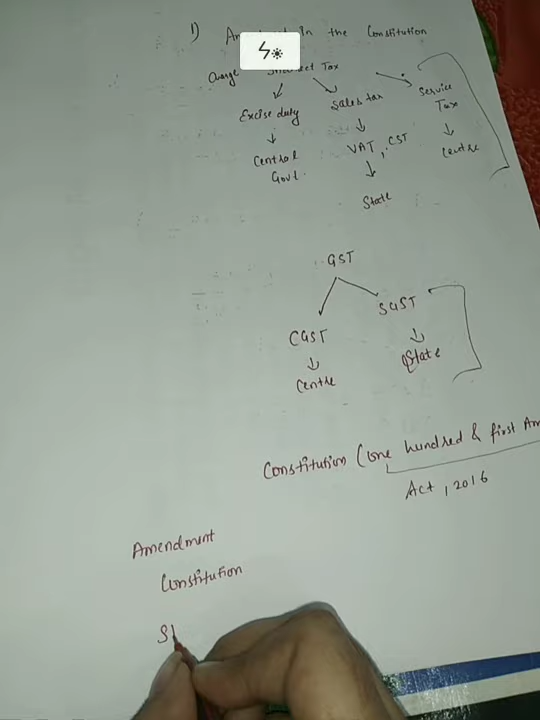 1) in the Constitution
Tax
Excise duty Sales tax Service
Tax
Central VAT, CST Centre
Govt.
State
GST
CGST SGST
Centre State
Constitution (one hundred & first Am
Act, 2016
Amendment
Constitution